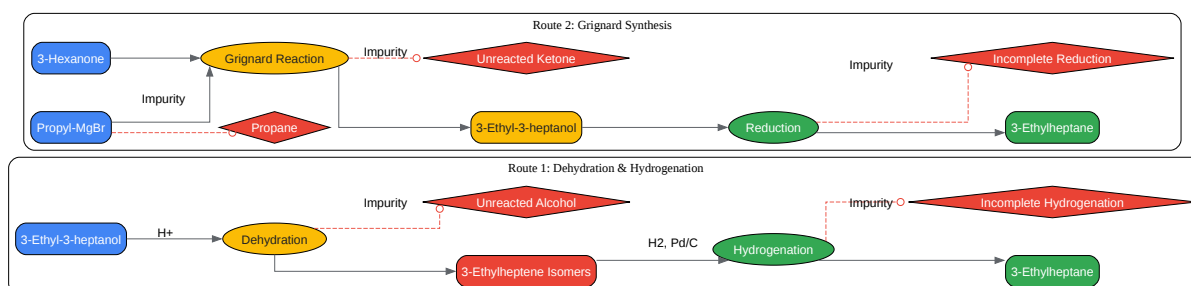 Route 2: Grignard Synthesis
3-Hexanone
Grignard Reaction
Impurity
Unreacted Ketone
Impurity
Incomplete Reduction
Impurity
Propyl-MgBr
Propane
3-Ethyl-3-heptanol
Reduction
3-Ethylheptane
Route 1: Dehydration & Hydrogenation
Impurity
Unreacted Alcohol
Impurity
Incomplete Hydrogenation
3-Ethyl-3-heptanol
H+
Dehydration
H2, Pd/C
Hydrogenation
3-Ethylheptene Isomers
3-Ethylheptane